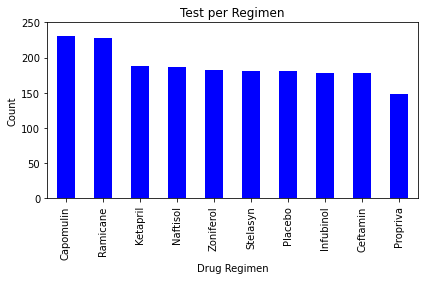 Test per Regimen
250
200
150
100
50
0
Count
Capomulin
Ramicane
Ketapril
Naftisol
Zoniferol
Stelasyn
Placebo
Infubinol
Ceftamin
Propriva
Drug Regimen